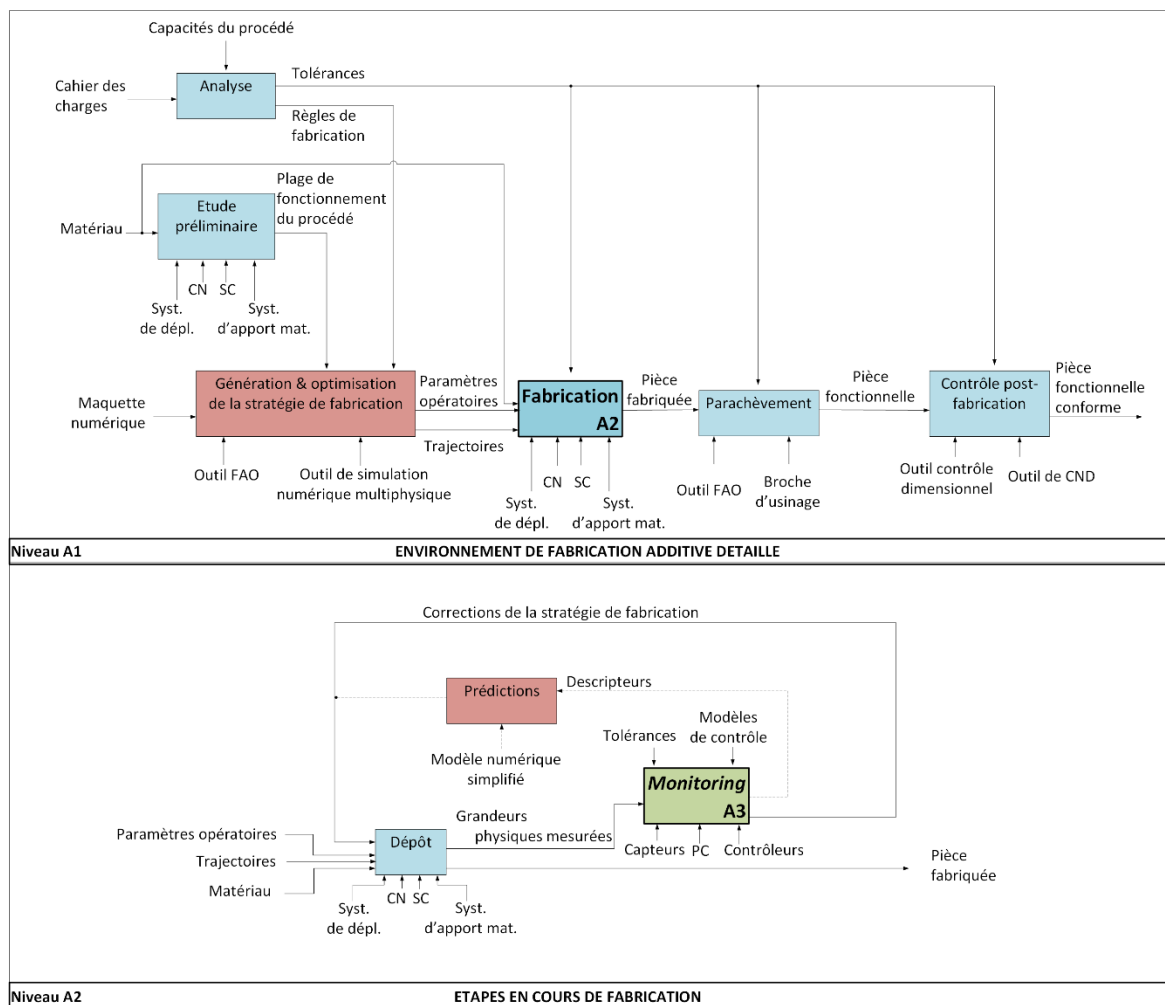 Capacités du procédé
Cahier des
charges
Analyse
Tolérances
Règles de
fabrication
Matériau
Etude
préliminaire
Plage de
fonctionnement
du procédé
CN
SC
Syst.
de dépl.
Syst.
d'apport mat.
Maquette
numérique
Génération & optimisation
de la stratégie de fabrication
Paramètres
opératoires
Trajectoires
Outil FAO
Outil de simulation
numérique multiphysique
Fabrication
A2
CN
SC
Syst.
de dépl.
Syst.
d'apport mat.
Pièce
fabriquée
Parachèvement
Outil FAO
Broche
d'usinage
Pièce
fonctionnelle
Contrôle post-
fabrication
Outil contrôle
dimensionnel
Outil de CND
Pièce
fonctionnelle
conforme
Niveau A1
ENVIRONNEMENT DE FABRICATION ADDITIVE DETAILLE
Corrections de la stratégie de fabrication
Prédictions
Descripteurs
Modèle numérique
simplifié
Tolérances
Modèles
de contrôle
Monitoring
A3
Capteurs
PC
Contrôleurs
Grandeurs
physiques mesurées
Paramètres opératoires
Trajectoires
Matériau
Dépôt
CN
SC
Syst.
de dépl.
Syst.
d'apport mat.
Pièce
fabriquée
Niveau A2
ETAPES EN COURS DE FABRICATION